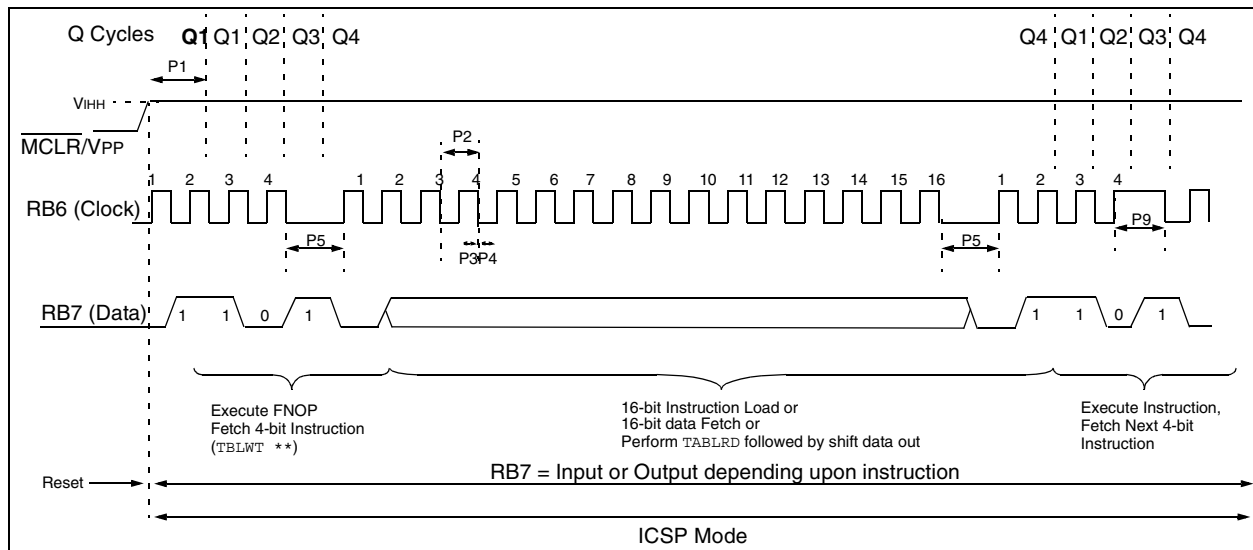 Q Cycles Q1 Q1 Q2 Q3 Q4 Q4 Q1 Q2 Q3 Q4
P1
VIHH
MCLR/VPP
P2
1 2 3 4 1 2 3 4 5 6 7 8 9 10 11 12 13 14 15 16 1 2 3 4
RB6 (Clock)
P5 P3 P4 P5 P9
RB7 (Data)
1 1 0 1 1 1 0 1
Execute FNOP
Fetch 4-bit Instruction
(TBLWT **)
16-bit Instruction Load or
16-bit data Fetch or
Perform TABLRD followed by shift data out
Execute Instruction,
Fetch Next 4-bit
Instruction
Reset
RB7 = Input or Output depending upon instruction
ICSP Mode